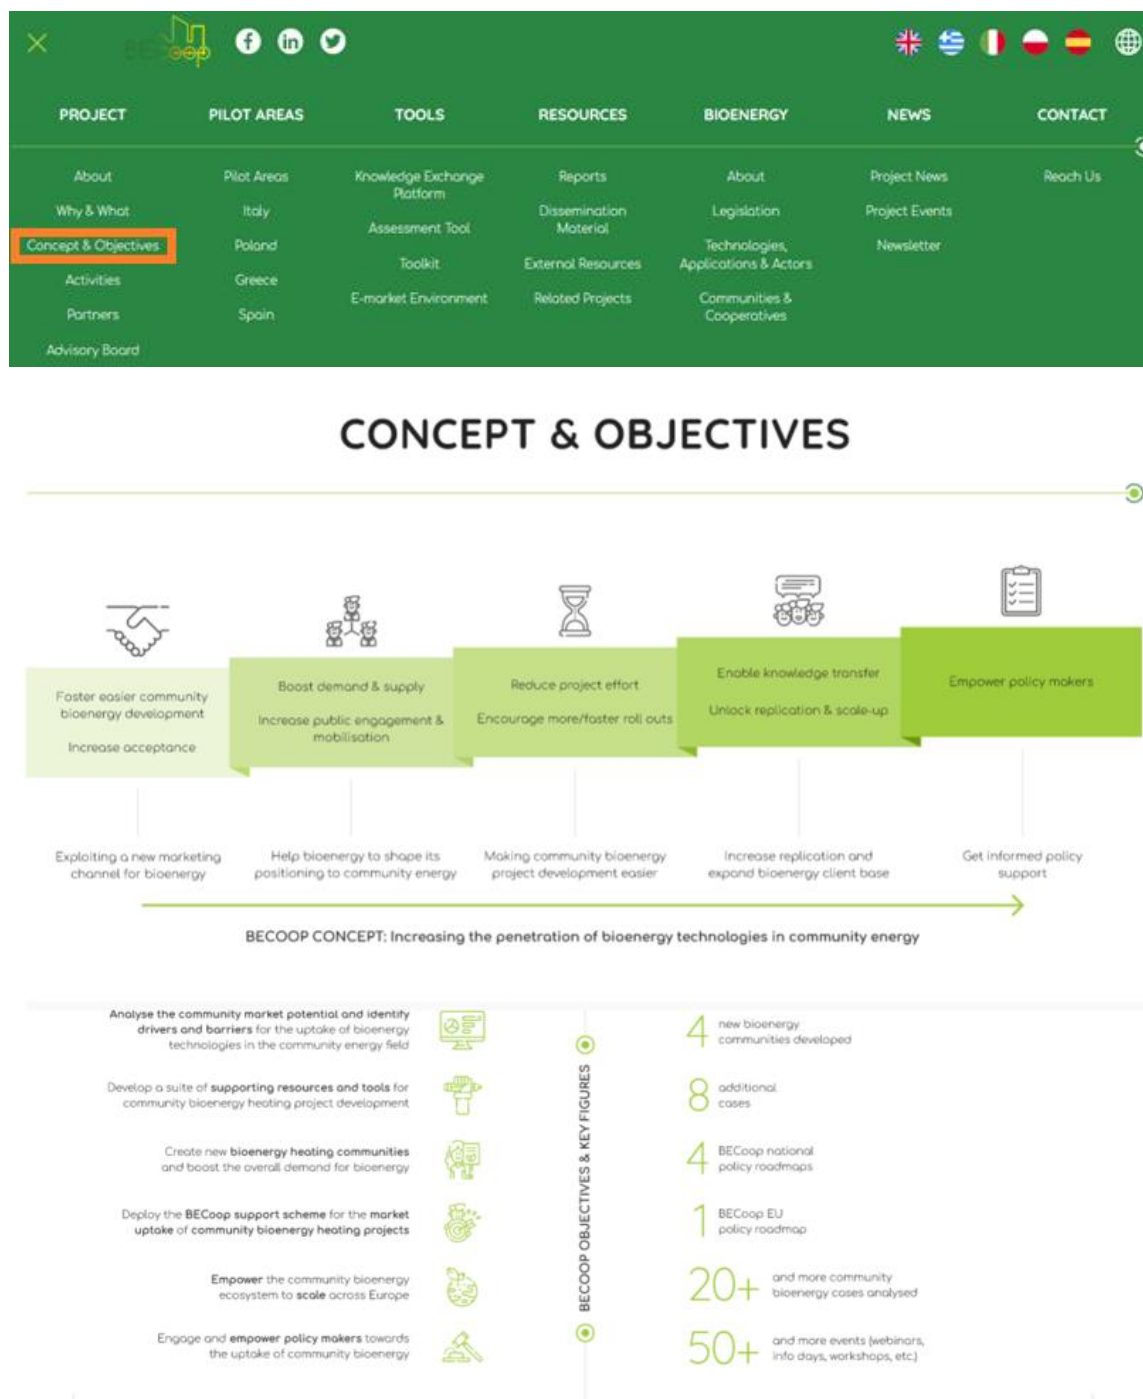 BECoop
PROJECT
PILOT AREAS
TOOLS
RESOURCES
BIOENERGY
NEWS
CONTACT
About
Why & What
Concept & Objectives
Activities
Partners
Advisory Board
Pilot Areas
Italy
Poland
Greece
Spain
Knowledge Exchange
Platform
Assessment Tool
Toolkit
E-market Environment
Reports
Dissemination
Material
External Resources
Related Projects
About
Legislation
Technologies,
Applications & Actors
Communities &
Cooperatives
Project News
Project Events
Newsletter
Reach Us
CONCEPT & OBJECTIVES
Foster easier community
bioenergy development
Increase acceptance
Boost demand & supply
Increase public engagement &
mobilisation
Reduce project effort
Encourage more/faster roll outs
Enable knowledge transfer
Unlock replication & scale-up
Empower policy makers
Exploiting a new marketing
channel for bioenergy
Help bioenergy to shape its
positioning to community energy
Making community bioenergy
project development easier
Increase replication and
expand bioenergy client base
Get informed policy
support
BECOOP CONCEPT: Increasing the penetration of bioenergy technologies in community energy
Analyse the community market potential and identify
drivers and barriers for the uptake of bioenergy
technologies in the community energy field
Develop a suite of supporting resources and tools for
community bioenergy heating project development
Create new bioenergy heating communities
and boost the overall demand for bioenergy
Deploy the BECoop support scheme for the market
uptake of community bioenergy heating projects
Empower the community bioenergy
ecosystem to scale across Europe
Engage and empower policy makers towards
the uptake of community bioenergy
BECOOP OBJECTIVES & KEY FIGURES
4 new bioenergy
communities developed
8 additional
cases
4 BECoop national
policy roadmaps
1 BECoop EU
policy roadmap
20+ and more community
bioenergy cases analysed
50+ and more events (webinars,
info days, workshops, etc.)